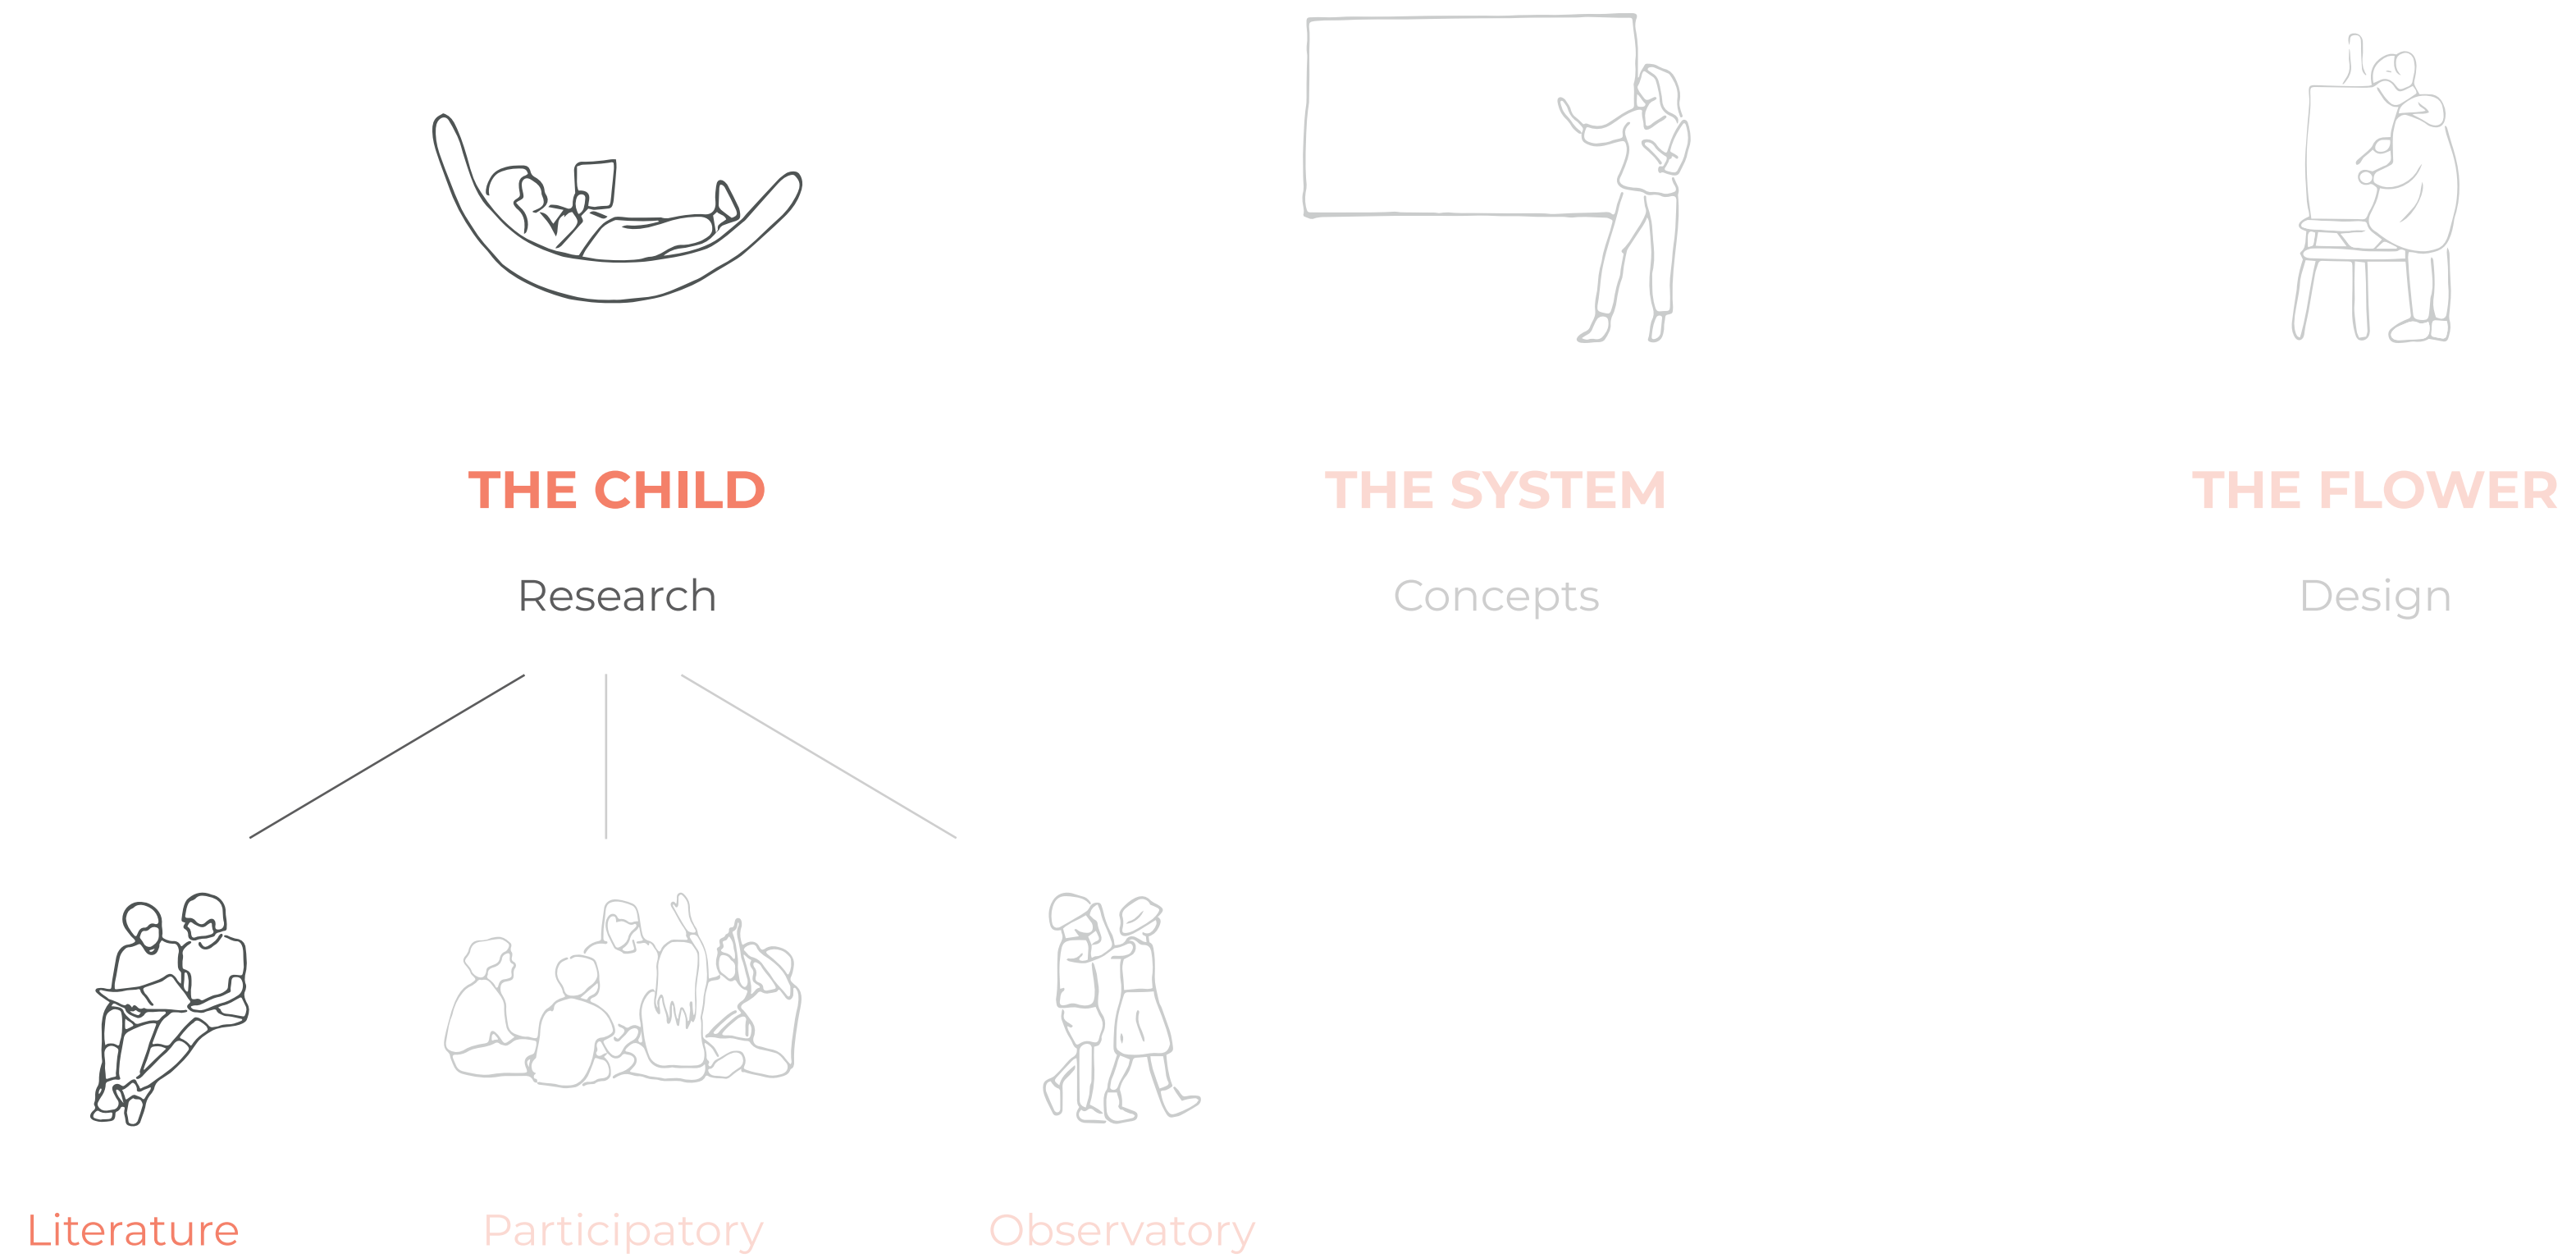 THE CHILD
THE SYSTEM
THE FLOWER
Research
Concepts
Design
Literature
Participatory
Observatory